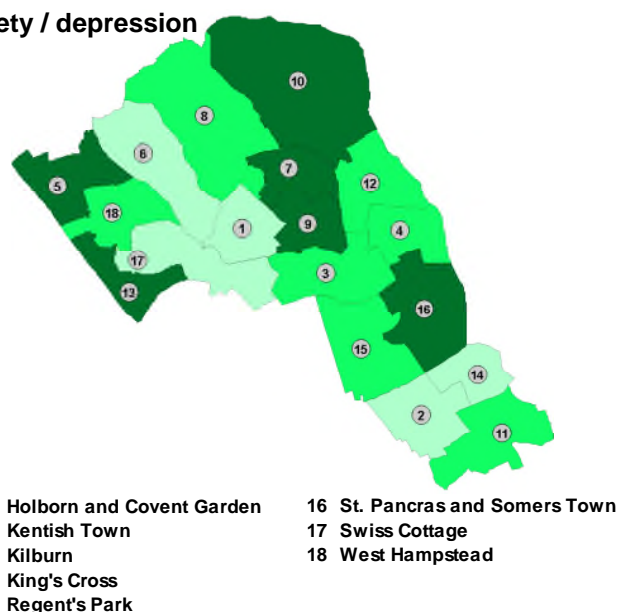 ety / depression
10
8
6
7
5
12
18
9
1
4
17
3
13
16
15
14
2
11
Holborn and Covent Garden
Kentish Town
Kilburn
King's Cross
Regent's Park
16 St. Pancras and Somers Town
17 Swiss Cottage
18 West Hampstead